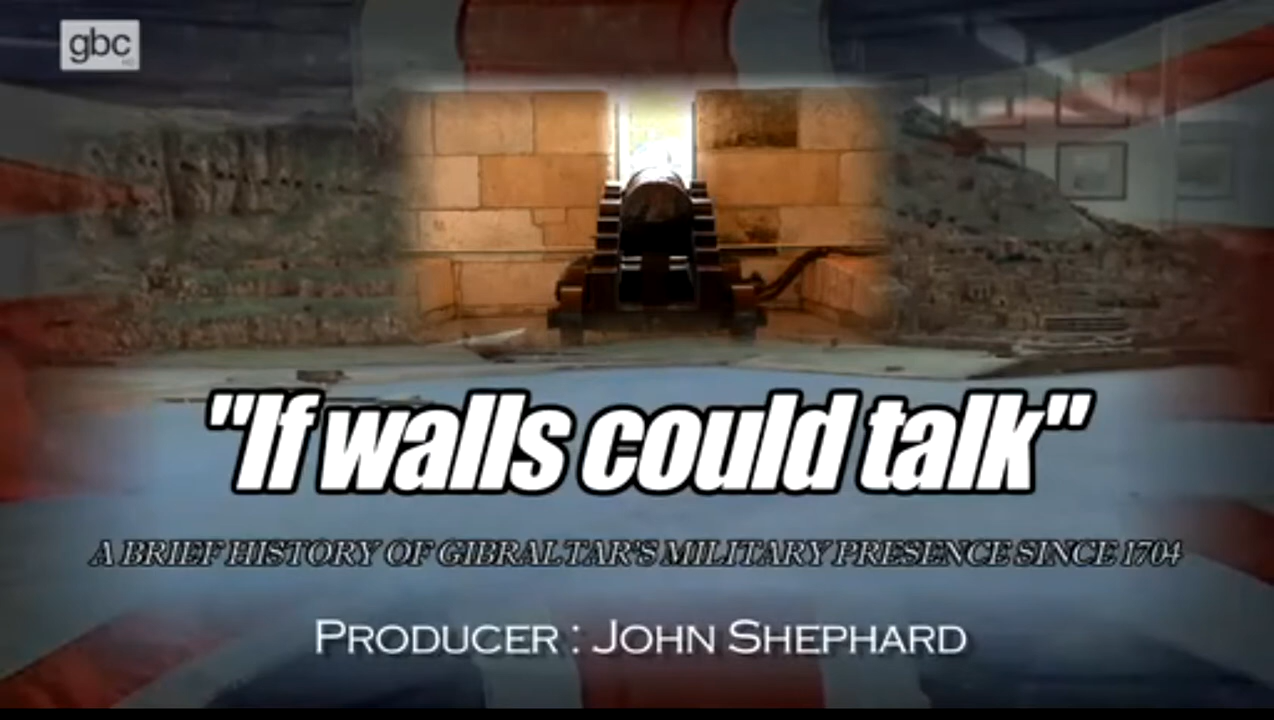 gbc
"If walls could talk"
A BRIEF HISTORY OF GIBRALTAR'S MILITARY PRESENCE SINCE 1704
PRODUCER : JOHN SHEPHARD